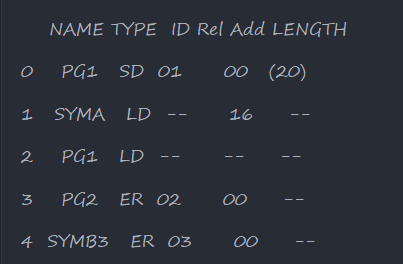 NAME TYPE ID Rel Add LENGTH
0 PG1 SD 01 00 (20)
1 SYMA LD -- 16 --
2 PG1 LD -- -- --
3 PG2 ER 02 00 --
4 SYMB3 ER 03 00 --